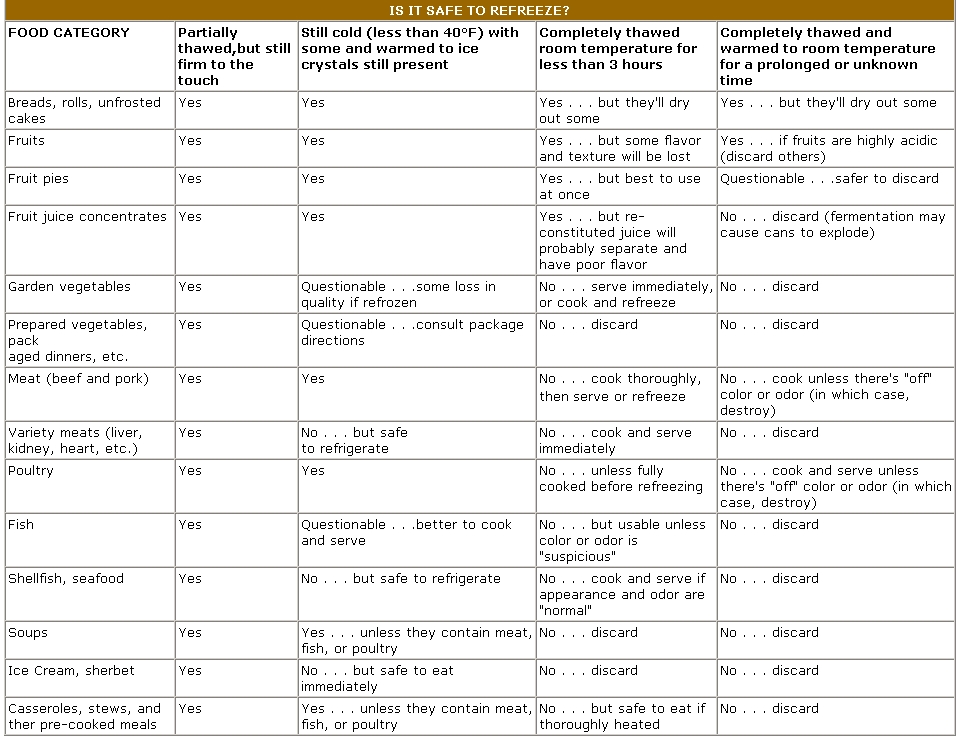 IS IT SAFE TO REFREEZE?
FOOD CATEGORY
Partially
thawed,but still
firm to the
touch
Still cold (less than 40°F) with
some and warmed to ice
crystals still present
Completely thawed
room temperature for
less than 3 hours
Completely thawed and
warmed to room temperature
for a prolonged or unknown
time
Breads, rolls, unfrosted
cakes
Yes
Yes
Yes . . . but they'll dry
out some
Yes . . . but they'll dry out some
Fruits
Yes
Yes
Yes . . . but some flavor
and texture will be lost
Yes . . . if fruits are highly acidic
(discard others)
Fruit pies
Yes
Yes
Yes . . . but best to use
at once
Questionable . . .safer to discard
Fruit juice concentrates
Yes
Yes
Yes . . . but re-
constituted juice will
probably separate and
have poor flavor
No . . . discard (fermentation may
cause cans to explode)
Garden vegetables
Yes
Questionable . . .some loss in
quality if refrozen
No . . . serve immediately,
or cook and refreeze
No . . . discard
Prepared vegetables,
pack
aged dinners, etc.
Yes
Questionable . . .consult package
directions
No . . . discard
No . . . discard
Meat (beef and pork)
Yes
Yes
No . . . cook thoroughly,
then serve or refreeze
No . . . cook unless there's "off"
color or odor (in which case,
destroy)
Variety meats (liver,
kidney, heart, etc.)
Yes
No . . . but safe
to refrigerate
No . . . cook and serve
immediately
No . . . discard
Poultry
Yes
Yes
No . . . unless fully
cooked before refreezing
No . . . cook and serve unless
there's "off" color or odor (in which
case, destroy)
Fish
Yes
Questionable . . .better to cook
and serve
No . . . but usable unless
color or odor is
"suspicious"
No . . . discard
Shellfish, seafood
Yes
No . . . but safe to refrigerate
No . . . cook and serve if
appearance and odor are
"normal"
No . . . discard
Soups
Yes
Yes . . . unless they contain meat,
fish, or poultry
No . . . discard
No . . . discard
Ice Cream, sherbet
Yes
No . . . but safe to eat
immediately
No . . . discard
No . . . discard
Casseroles, stews, and
ther pre-cooked meals
Yes
Yes . . . unless they contain meat,
fish, or poultry
No . . . but safe to eat if
thoroughly heated
No . . . discard